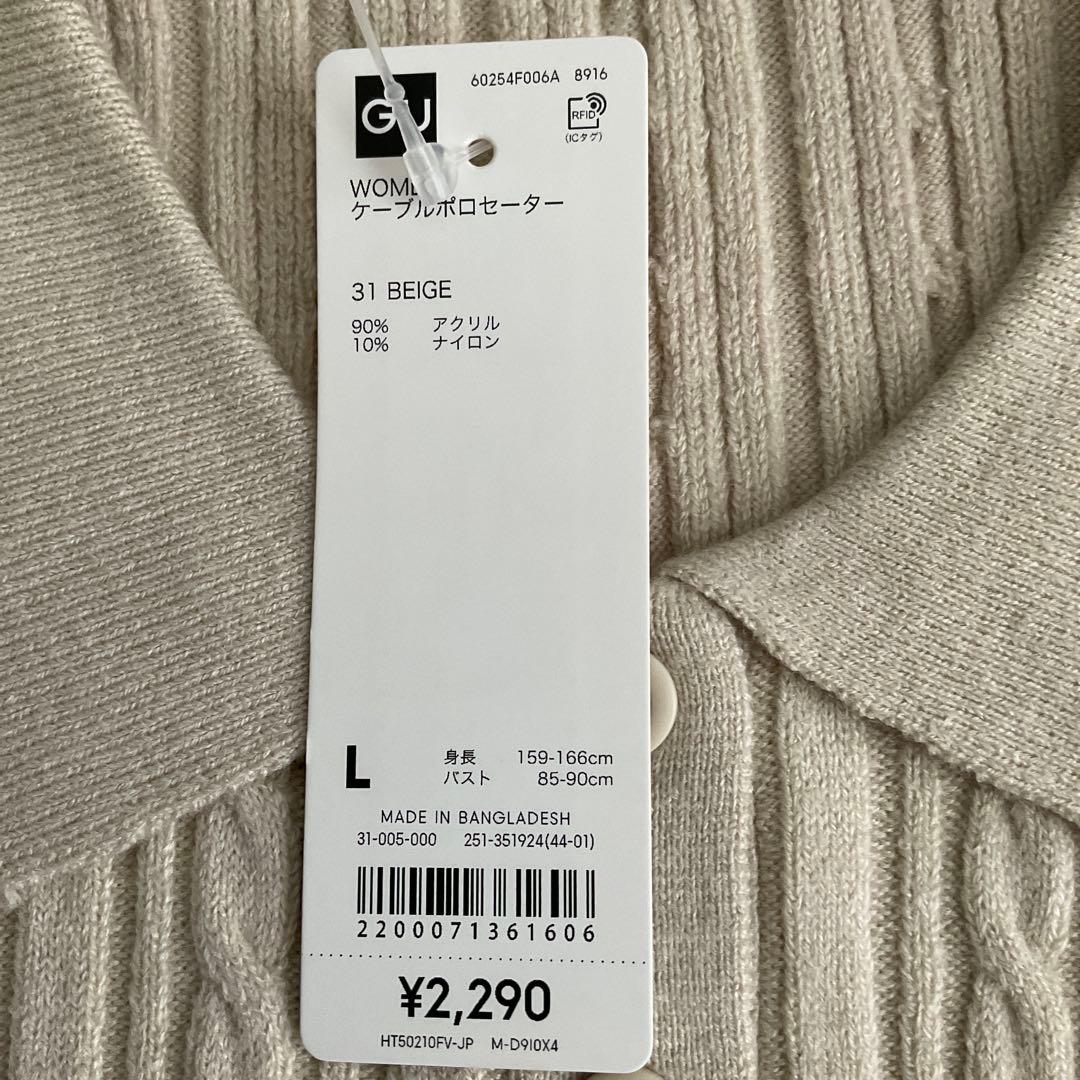 60254F006A 8916
GU
RFID
(ICタグ)
ケーブルポロセーター
31 BEIGE
90% アクリル
10% ナイロン
L
身長 159-166cm
バスト 85-90cm
MADE IN BANGLADESH
31-005-000 251-351924(44-01)
2200071361606
¥2,290
HT50210FV-JP M-D9I0X4